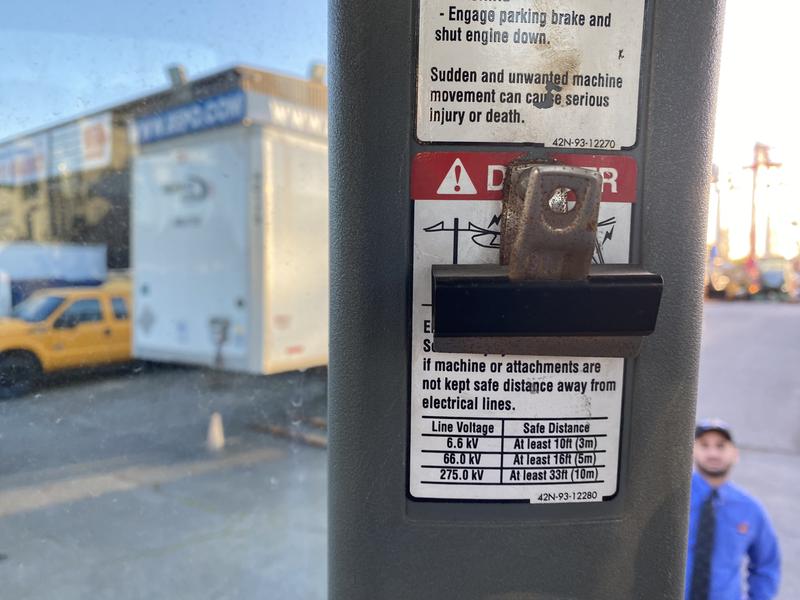 - Engage parking brake and
shut engine down.
Sudden and unwanted machine
movement can cause serious
injury or death.
42N-93-12270
if machine or attachments are
not kept safe distance away from
electrical lines.
Line Voltage Safe Distance
6.6 kV At least 10ft (3m)
66.0 kV At least 16ft (5m)
275.0 kV At least 33ft (10m)
42N-93-12280